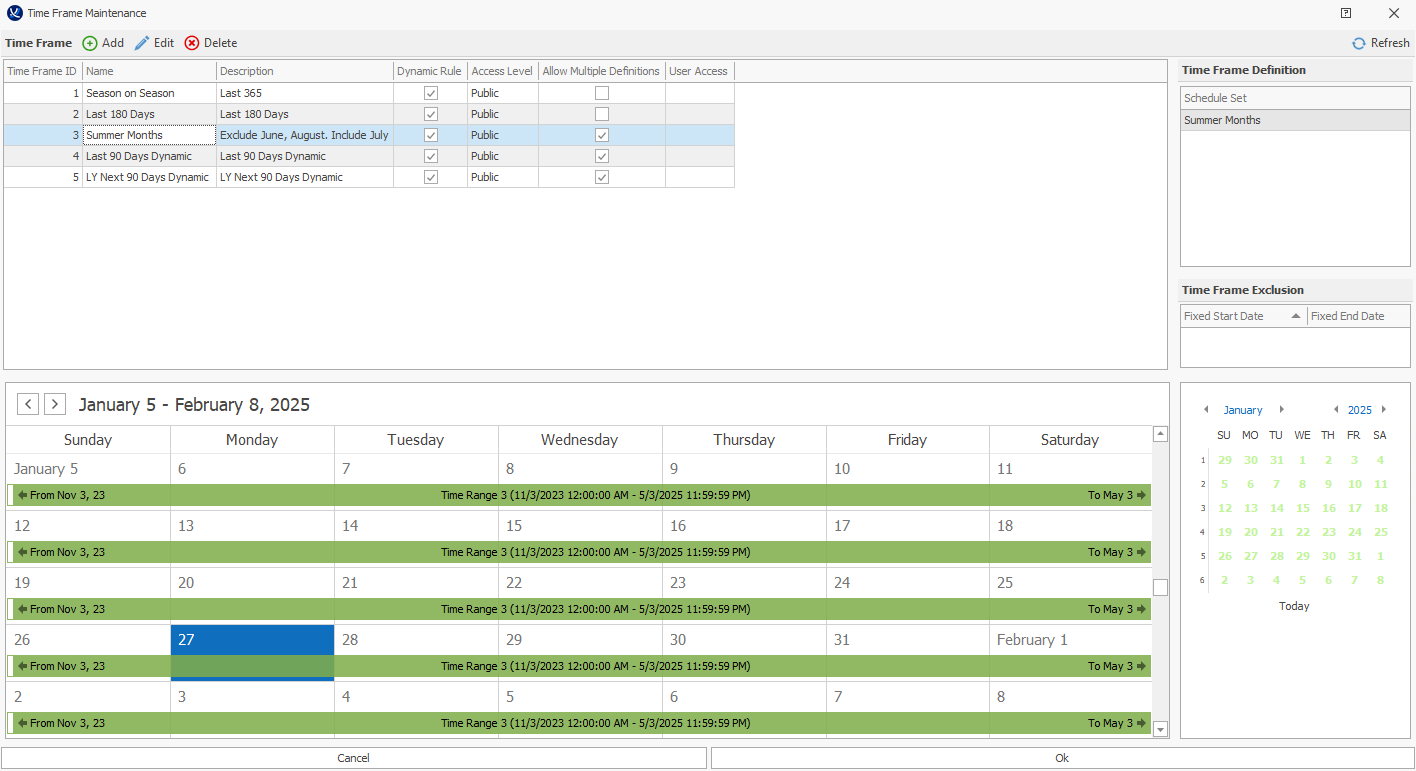 Time Frame Maintenance
Time Frame Add Edit Delete Refresh
Time Frame ID Name Description Dynamic Rule Access Level Allow Multiple Definitions User Access
1 Season on Season Last 365 Public
2 Last 180 Days Last 180 Days Public
3 Summer Months Exclude June, August. Include July Public
4 Last 90 Days Dynamic Last 90 Days Dynamic Public
5 LY Next 90 Days Dynamic LY Next 90 Days Dynamic Public
Time Frame Definition
Schedule Set
Summer Months
Time Frame Exclusion
Fixed Start Date Fixed End Date
January 5 - February 8, 2025
Sunday Monday Tuesday Wednesday Thursday Friday Saturday
January 5 6 7 8 9 10 11
From Nov 3, 23 Time Range 3 (11/3/2023 12:00:00 AM - 5/3/2025 11:59:59 PM) To May 3
12 13 14 15 16 17 18
From Nov 3, 23 Time Range 3 (11/3/2023 12:00:00 AM - 5/3/2025 11:59:59 PM) To May 3
19 20 21 22 23 24 25
From Nov 3, 23 Time Range 3 (11/3/2023 12:00:00 AM - 5/3/2025 11:59:59 PM) To May 3
26 27 28 29 30 31 February 1
From Nov 3, 23 Time Range 3 (11/3/2023 12:00:00 AM - 5/3/2025 11:59:59 PM) To May 3
2 3 4 5 6 7 8
From Nov 3, 23 Time Range 3 (11/3/2023 12:00:00 AM - 5/3/2025 11:59:59 PM) To May 3
January 2025
SU MO TU WE TH FR SA
1 29 30 31 1 2 3 4
2 5 6 7 8 9 10 11
3 12 13 14 15 16 17 18
4 19 20 21 22 23 24 25
5 26 27 28 29 30 31 1
6 2 3 4 5 6 7 8
Today
Cancel Ok